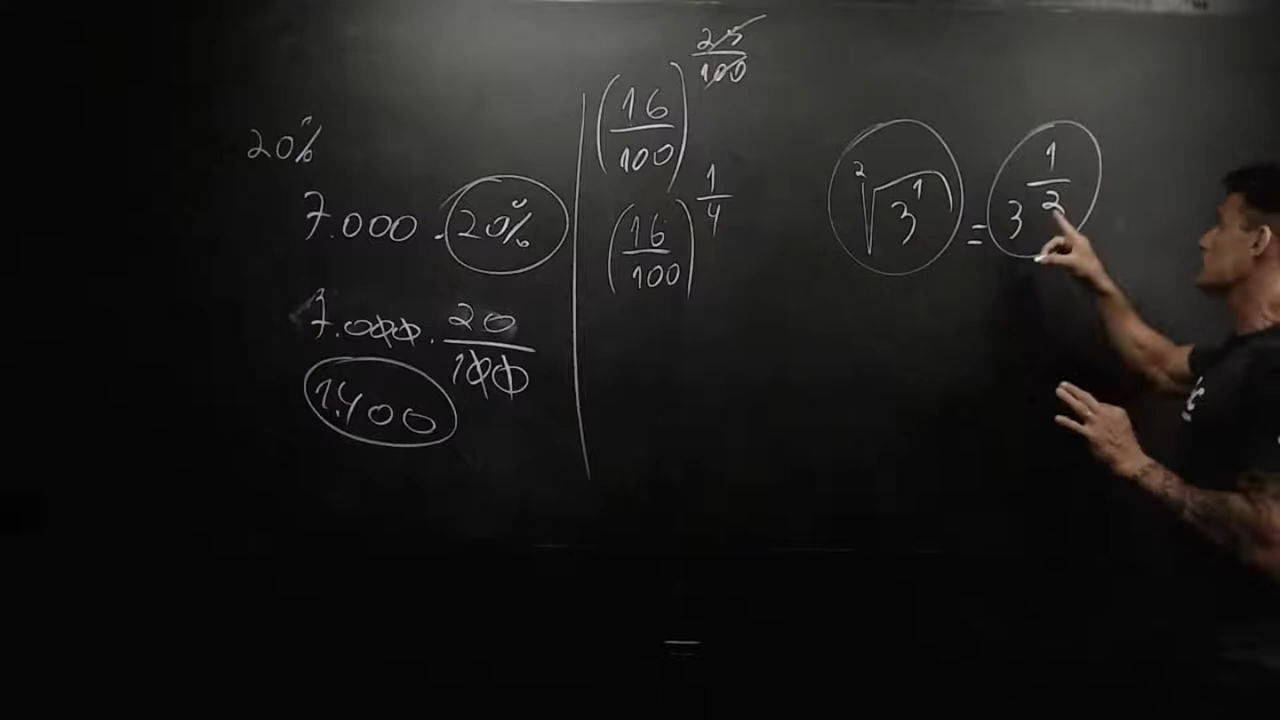 20%
7.000 . 20%
7.000 . 20/100
1.400
(16/100)^25/100
(16/100)^1/4
²√3¹ = 3^1/2